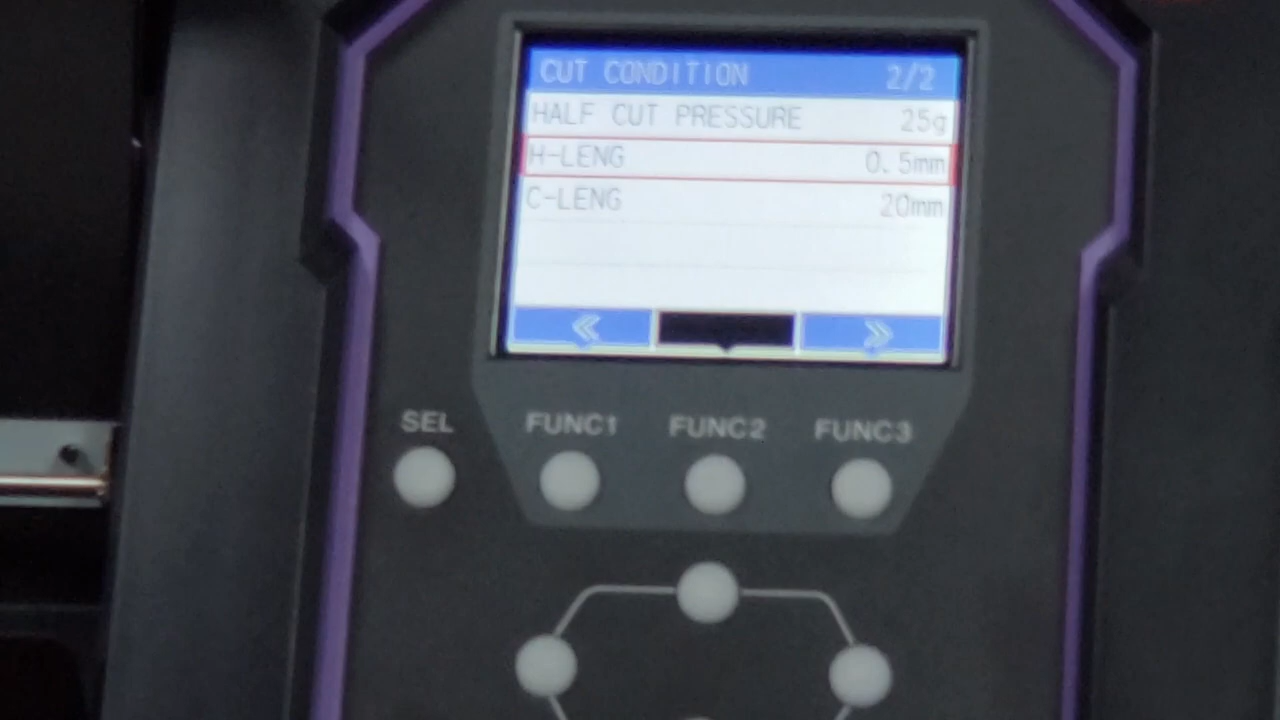 CUT CONDITION 2/2
HALF CUT PRESSURE 25g
H-LENG 0.5mm
C-LENG 20mm
SEL FUNC1 FUNC2 FUNC3